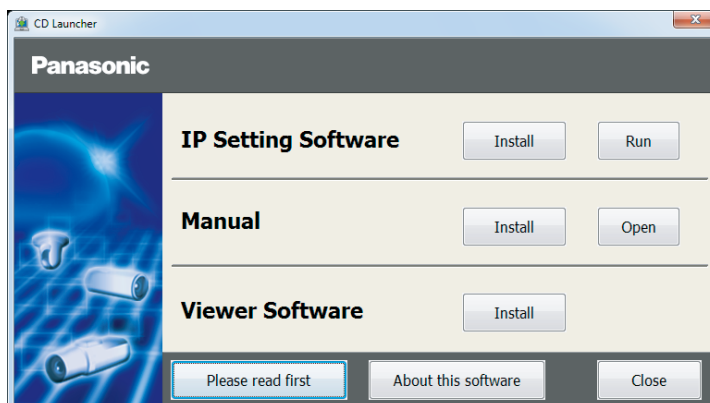 CD Launcher
Panasonic
IP Setting Software Install Run
Manual Install Open
Viewer Software Install
Please read first About this software Close